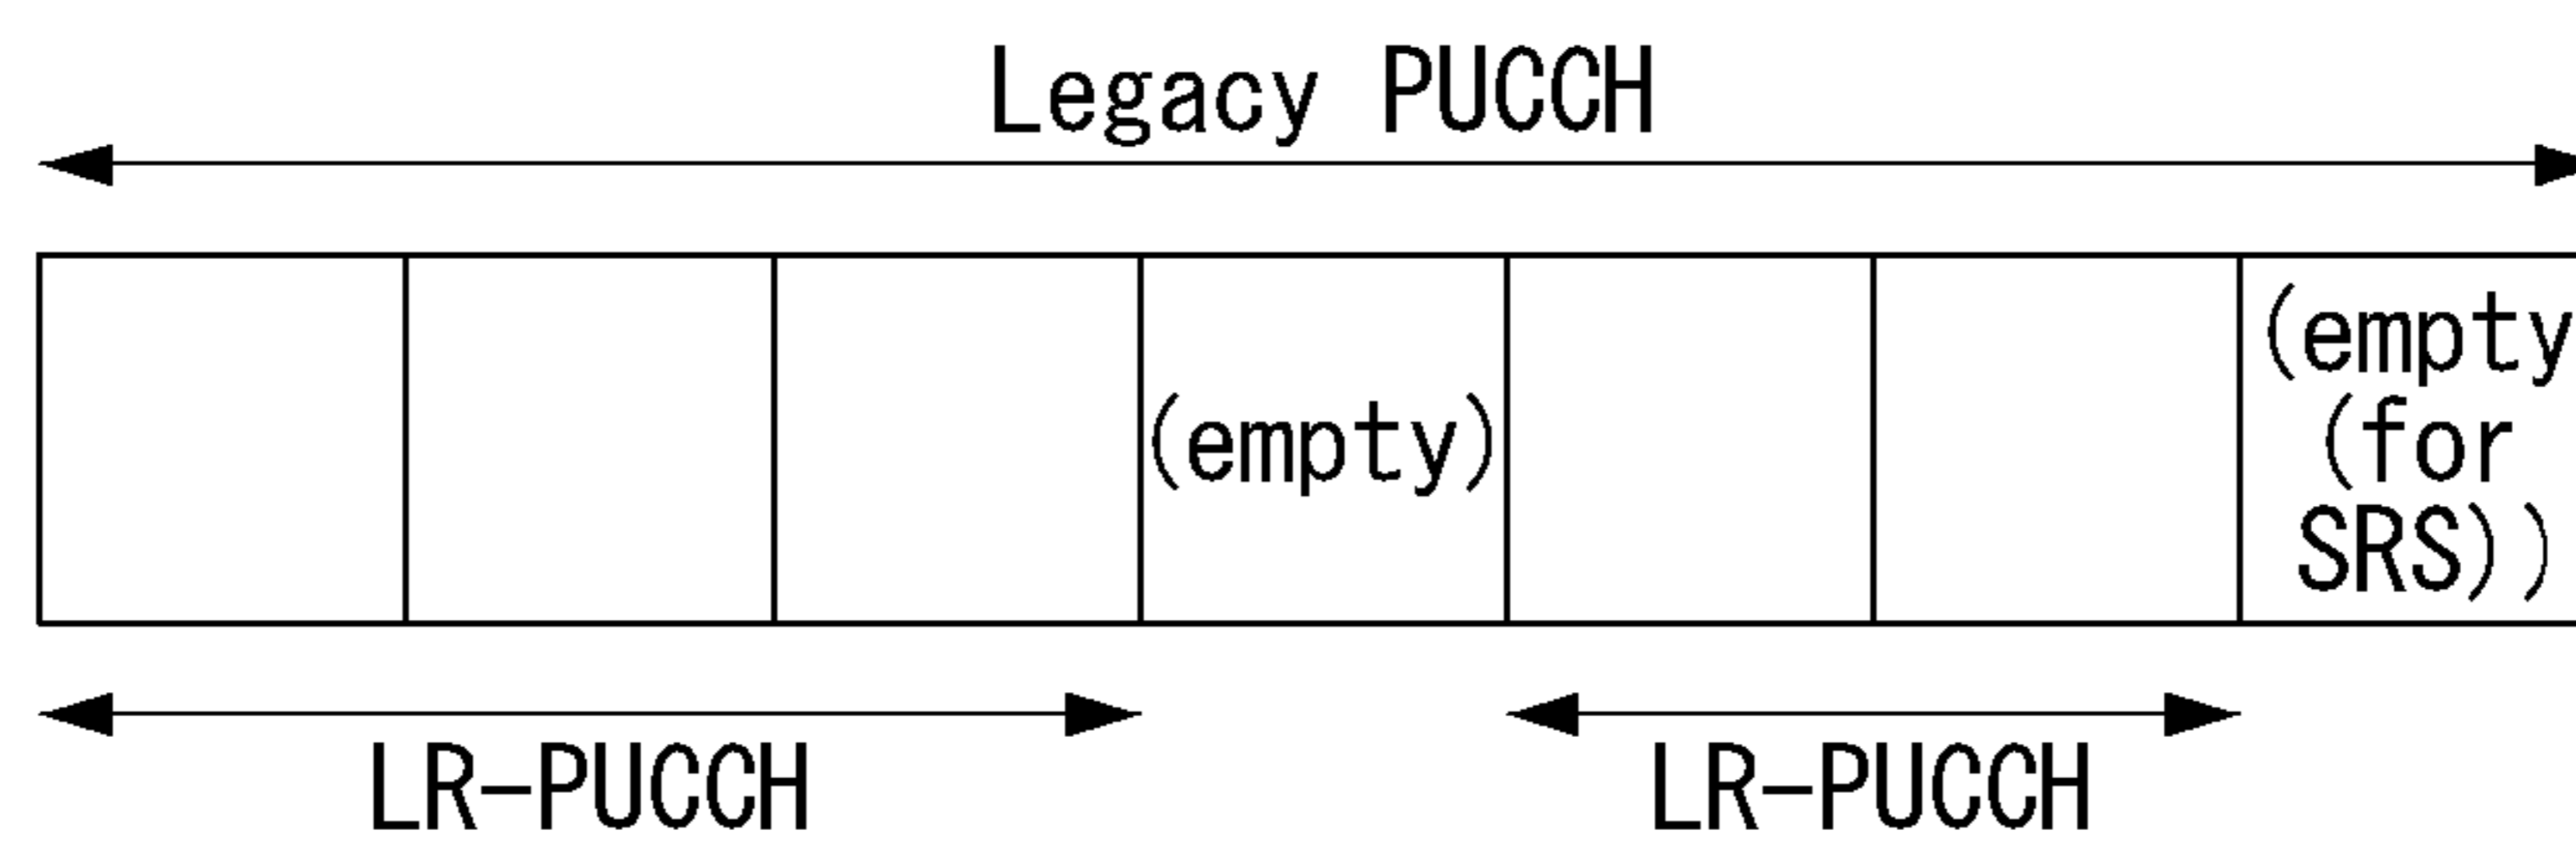 Legacy PUCCH
(empty)
(empty
(for
SRS))
LR-PUCCH
LR-PUCCH